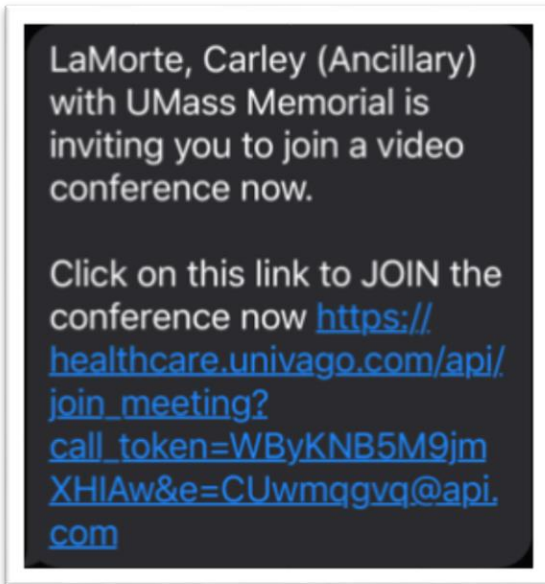 LaMorte, Carley (Ancillary)
with UMass Memorial is
inviting you to join a video
conference now.
Click on this link to JOIN the
conference now https://
healthcare.univago.com/api/
join_meeting?
call_token=WByKNB5M9jm
XHIAw&e=CUwmqgvq@api.
com